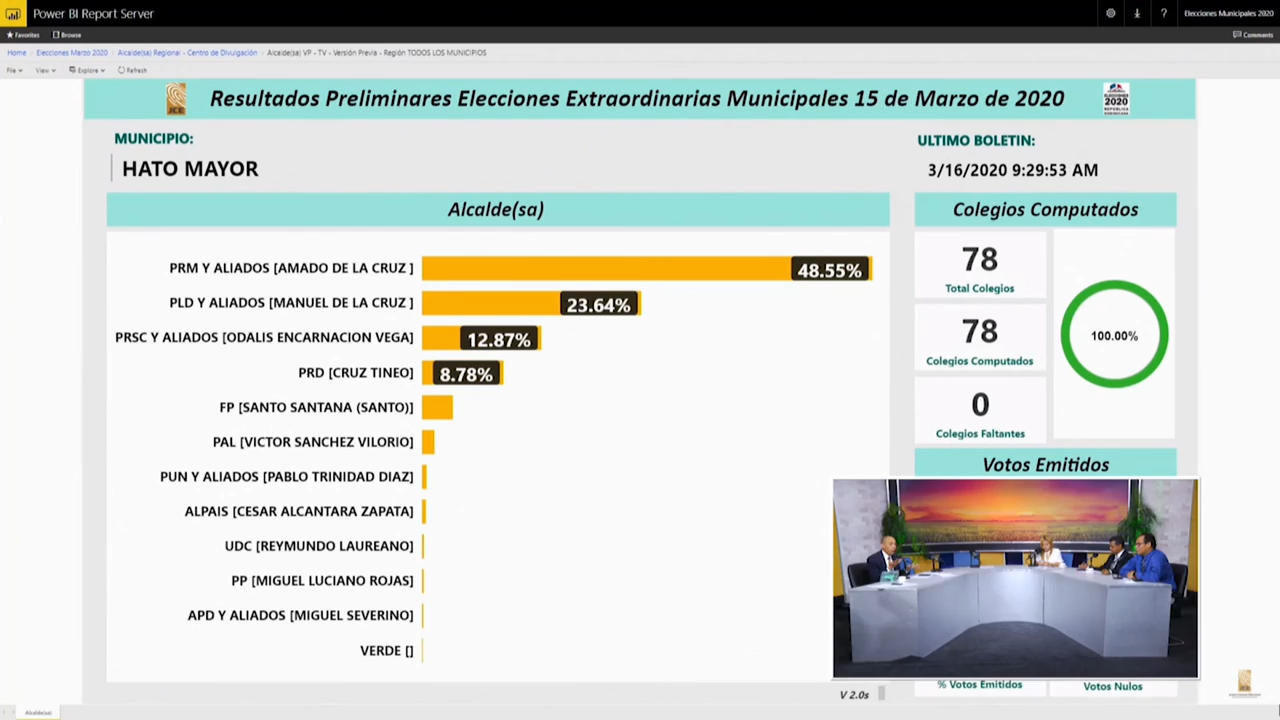 Power BI Report Server
Elecciones Municipales 2020
Favorites
Browse
Comments
Home
Elecciones Marzo 2020
Alcalde(sa) Regional - Centro de Divulgación
Alcalde(sa) VP - TV - Versión Previa - Región TODOS LOS MUNICIPIOS
File
View
Explore
Refresh
JCE
Resultados Preliminares Elecciones Extraordinarias Municipales 15 de Marzo de 2020
ELECCIONES
2020
REPÚBLICA
DOMINICANA
MUNICIPIO:
HATO MAYOR
ULTIMO BOLETIN:
3/16/2020 9:29:53 AM
Alcalde(sa)
PRM Y ALIADOS [AMADO DE LA CRUZ ] 48.55%
PLD Y ALIADOS [MANUEL DE LA CRUZ ] 23.64%
PRSC Y ALIADOS [ODALIS ENCARNACION VEGA] 12.87%
PRD [CRUZ TINEO] 8.78%
FP [SANTO SANTANA (SANTO)]
PAL [VICTOR SANCHEZ VILORIO]
PUN Y ALIADOS [PABLO TRINIDAD DIAZ]
ALPAIS [CESAR ALCANTARA ZAPATA]
UDC [REYMUNDO LAUREANO]
PP [MIGUEL LUCIANO ROJAS]
APD Y ALIADOS [MIGUEL SEVERINO]
VERDE []
Colegios Computados
78
Total Colegios
78
Colegios Computados
0
Colegios Faltantes
100.00%
Votos Emitidos
% Votos Emitidos
Votos Nulos
V 2.0s
JCE
Alcalde(sa)